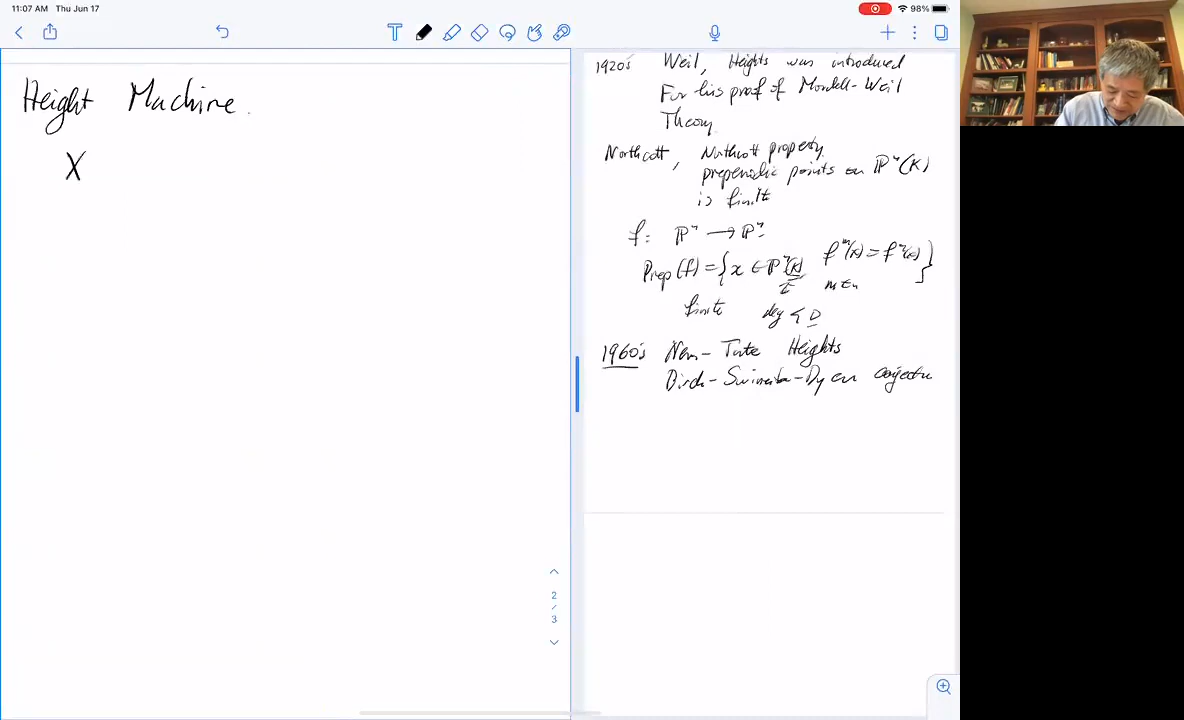 11:07 AM Thu Jun 17
98%
Height Machine.
X
2
/
3
1920's Weil, Heights was introduced
For his proof of Mordell-Weil
Theory
Northcott, Northcott property
preperiodic points on ℙⁿ(K)
is finite
f: ℙⁿ → ℙⁿ
Prep(f) = { x ∈ ℙⁿ(K) fᵐ(x) = fⁿ(x) }
finite deg ≤ D
1960's Neron-Tate Heights
Birch-Swinnerton-Dyer conjecture